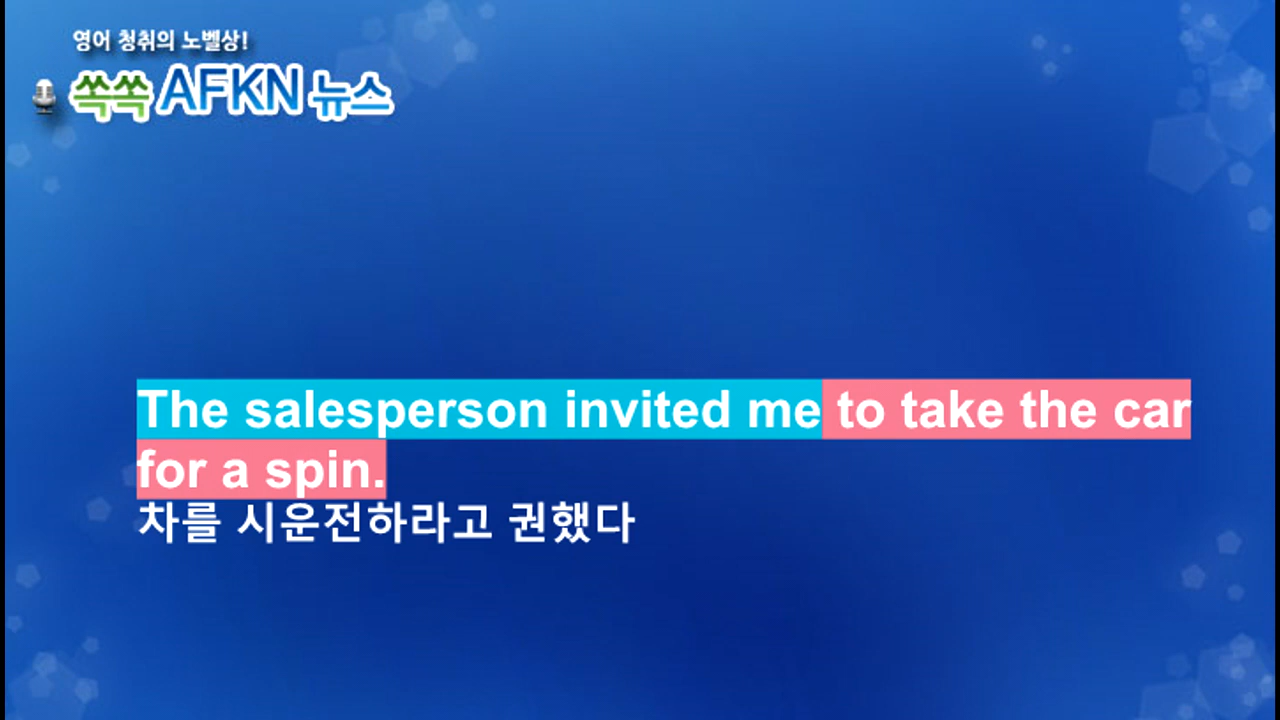 영어 청취의 노벨상!
쏙쏙 AFKN 뉴스
The salesperson invited me to take the car
for a spin.
차를 시운전하라고 권했다